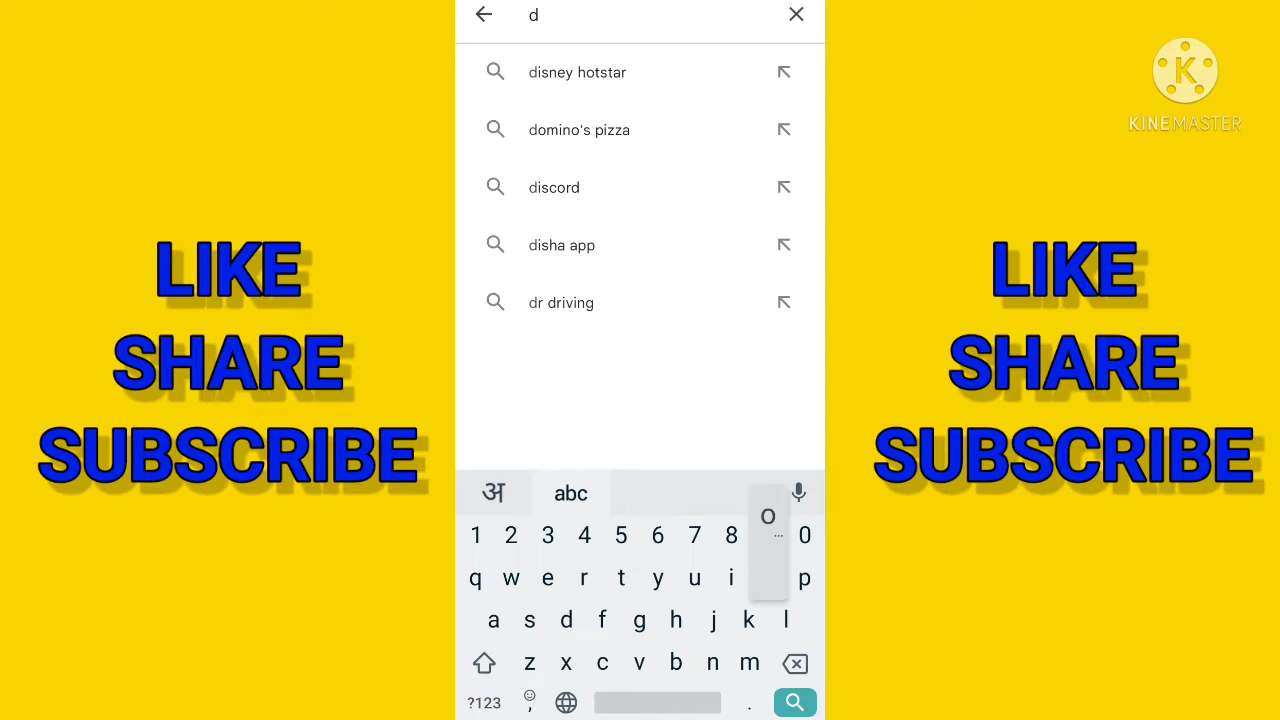 d
disney hotstar
domino's pizza
discord
disha app
dr driving
LIKE
SHARE
SUBSCRIBE
LIKE
SHARE
SUBSCRIBE
K
KINEMASTER
अ abc
o
...
1 2 3 4 5 6 7 8 0
q w e r t y u i p
a s d f g h j k l
z x c v b n m
?123 , .